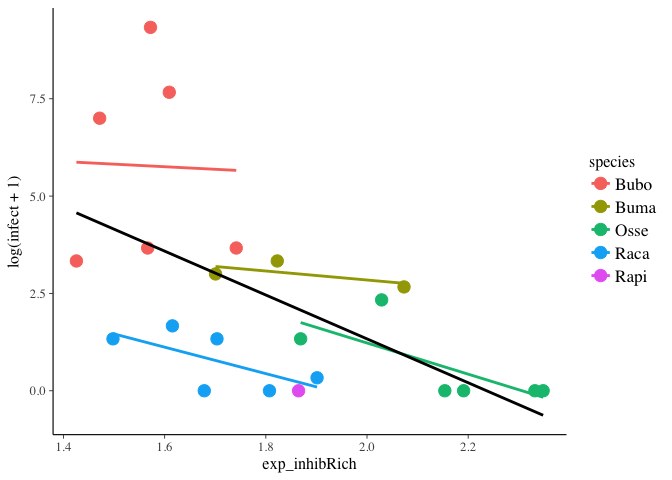 log(infect + 1)
7.5
5.0
2.5
0.0
1.4
1.6
1.8
2.0
2.2
exp_inhibRich
species
Bubo
Buma
Osse
Raca
Rapi